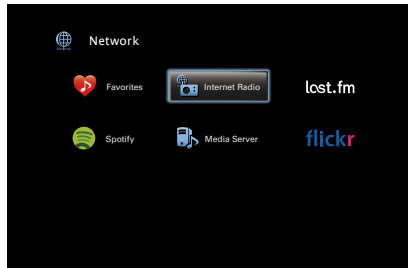 Network
Favorites
Internet Radio
last.fm
Spotify
Media Server
flickr